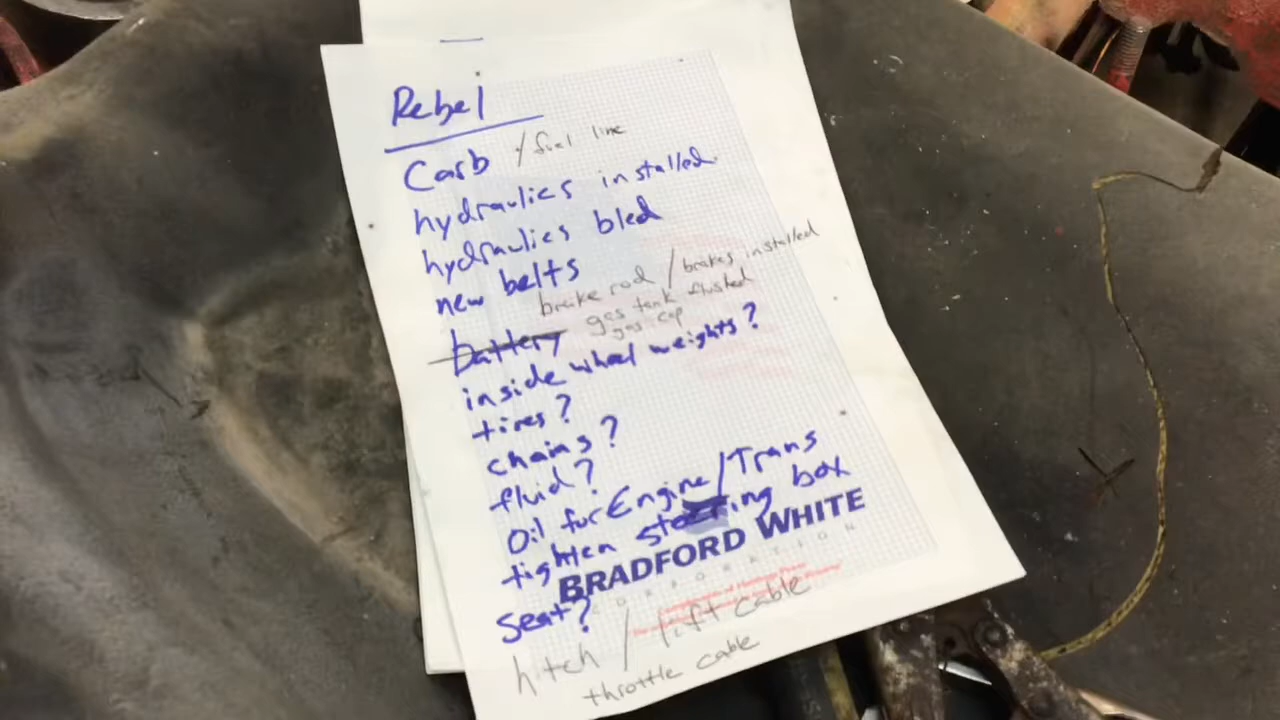 Rebel
Carb / fuel line
hydraulics installed
hydraulics bled
new belts
brake rod / brakes installed
battery gas tank flushed
gas cap
inside wheel weights?
tires?
chains?
fluid?
Oil for Engine/Trans
tighten steering box
BRADFORD WHITE
CORPORATION
seat?
hitch / lift cable
throttle cable